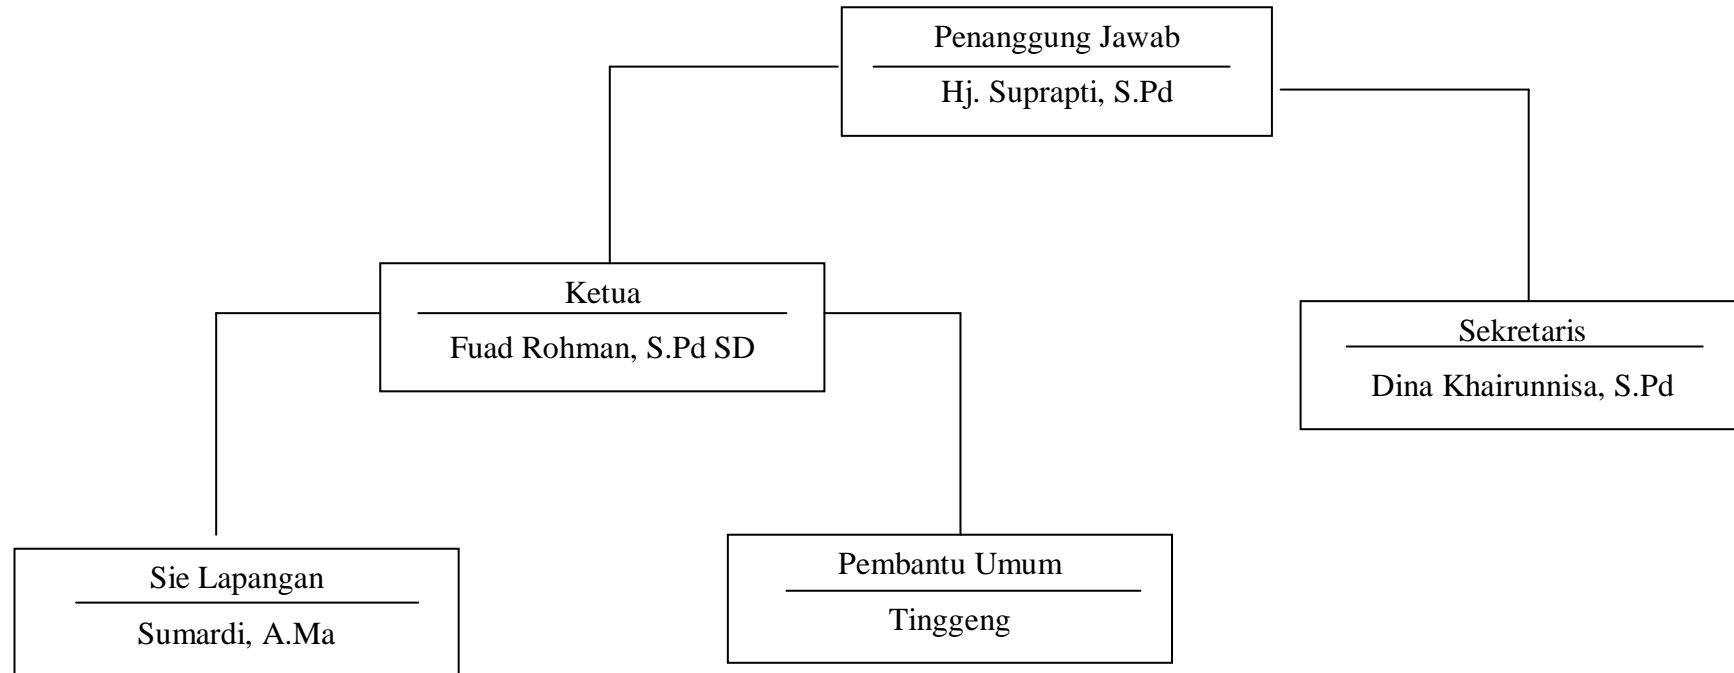 Penanggung Jawab
Hj. Suprapti, S.Pd
Ketua
Fuad Rohman, S.Pd SD
Sekretaris
Dina Khairunnisa, S.Pd
Sie Lapangan
Sumardi, A.Ma
Pembantu Umum
Tinggeng